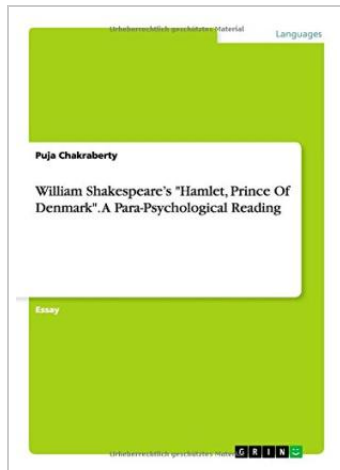 Urheberrechtlich geschütztes Material
Languages
Puja Chakraberty
William Shakespeare's "Hamlet, Prince Of
Denmark". A Para-Psychological Reading
Essay
Urheberrechtlich geschütztes Material
GRIN